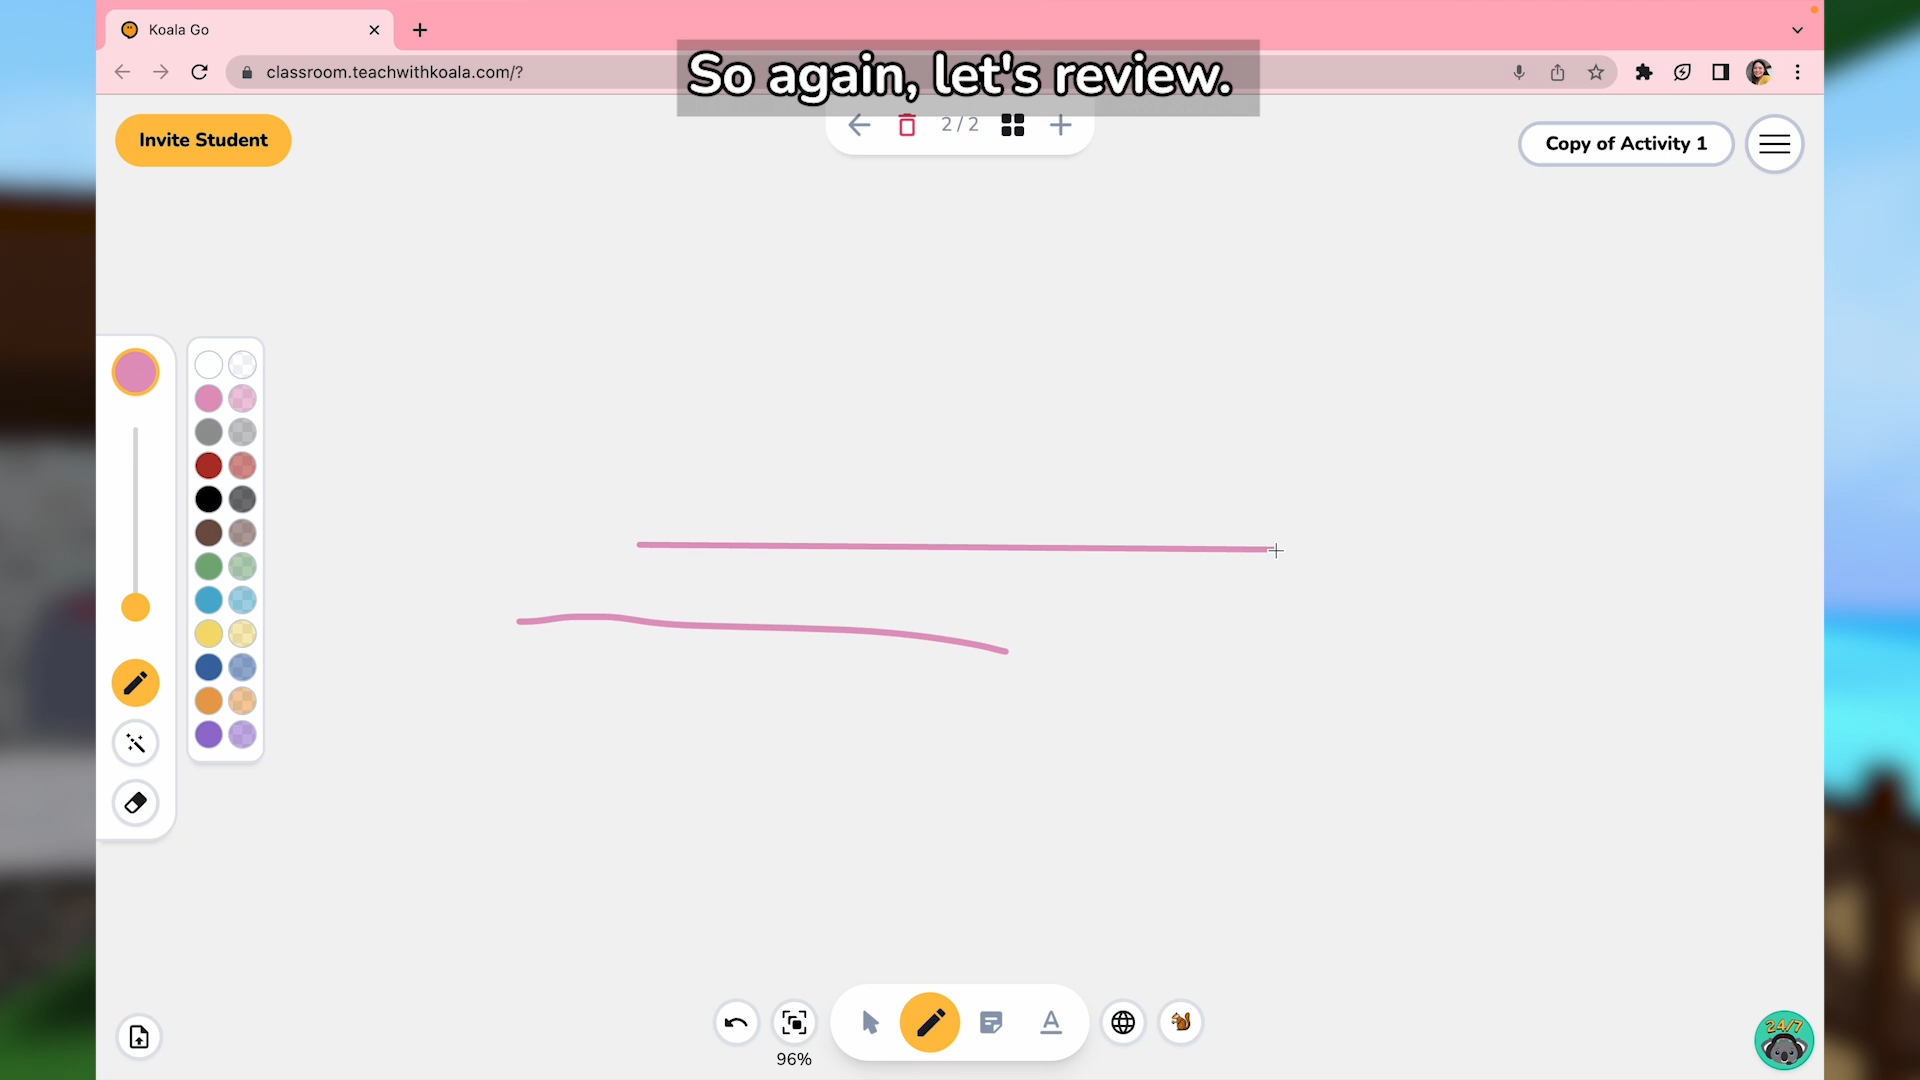 Koala Go
classroom.teachwithkoala.com/?
So again, let's review.
Invite Student
2/2
Copy of Activity 1
96%
24/7